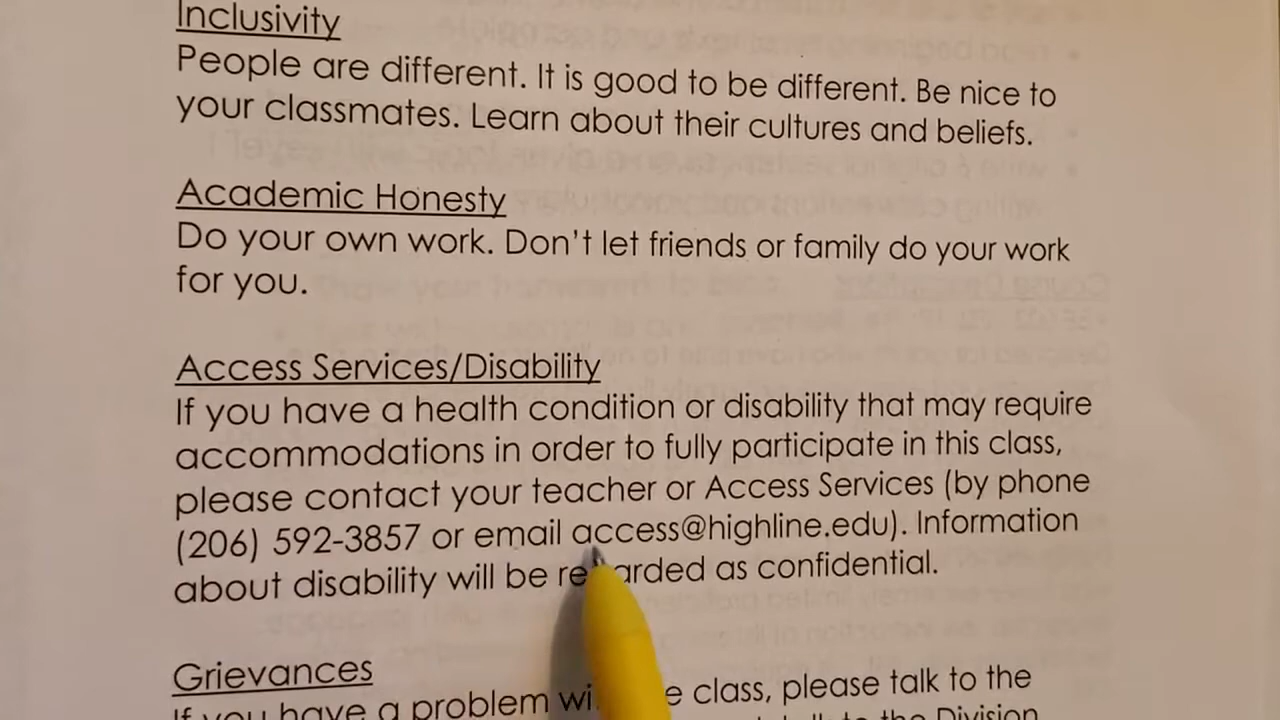 Inclusivity
People are different. It is good to be different. Be nice to
your classmates. Learn about their cultures and beliefs.
Academic Honesty
Do your own work. Don't let friends or family do your work
for you.
Access Services/Disability
If you have a health condition or disability that may require
accommodations in order to fully participate in this class,
please contact your teacher or Access Services (by phone
(206) 592-3857 or email access@highline.edu). Information
about disability will be regarded as confidential.
Grievances
If you have a problem class, please talk to the
the Division